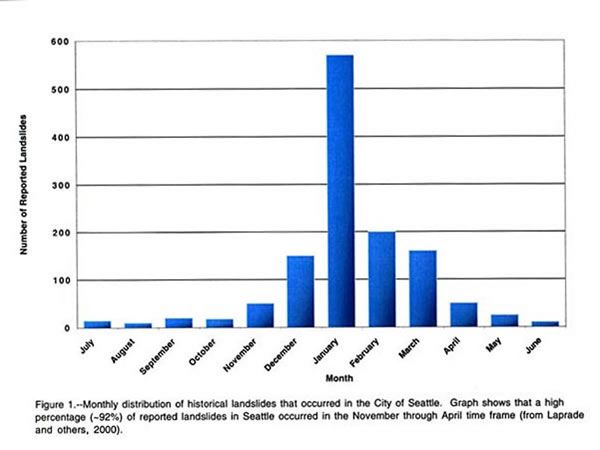 600
500
400
300
200
100
0
Number of Reported Landslides
July
August
September
October
November
December
January
February
March
April
May
June
Month
Figure 1.--Monthly distribution of historical landslides that occurred in the City of Seattle. Graph shows that a high
percentage (~92%) of reported landslides in Seattle occurred in the November through April time frame (from Laprade
and others, 2000).